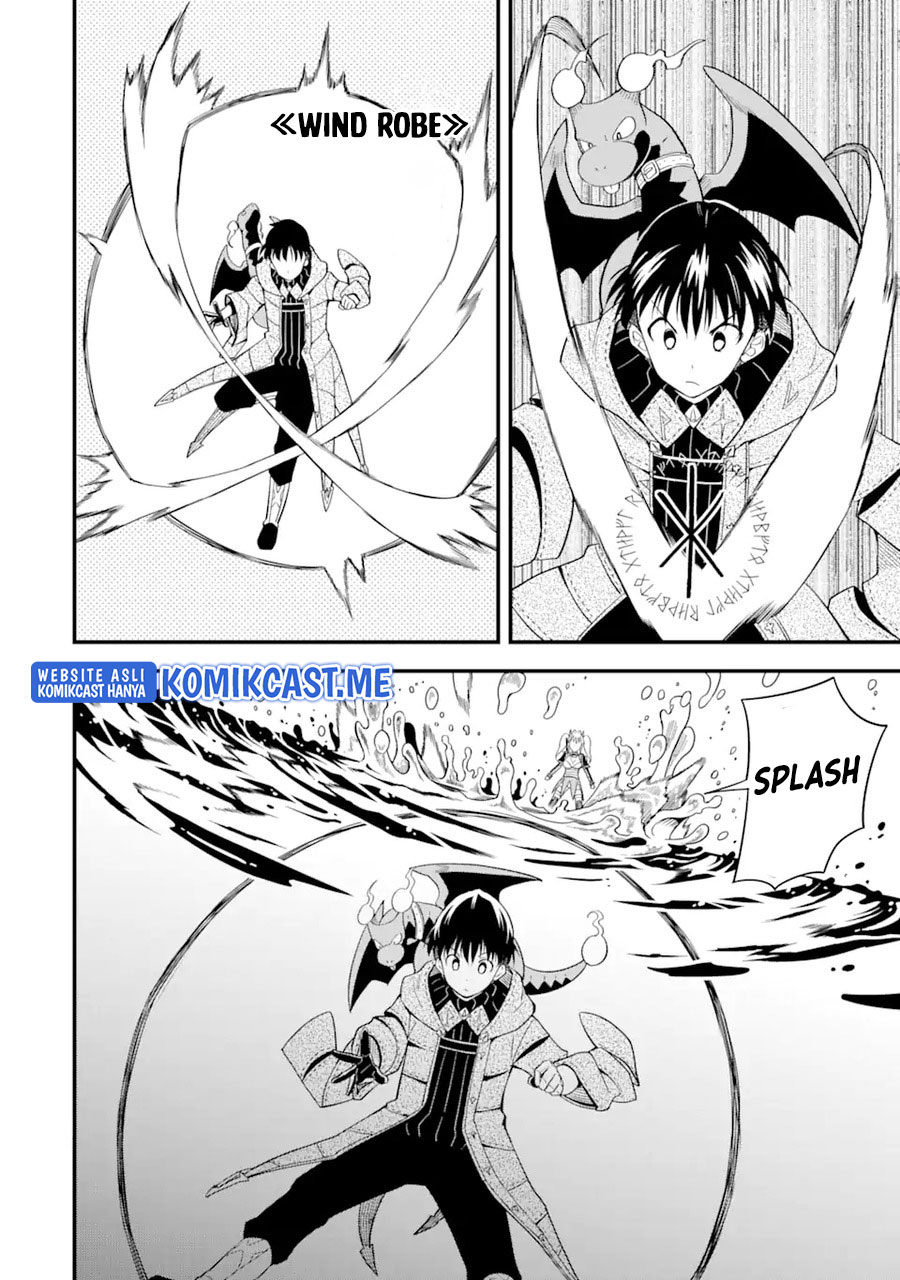 ≪WIND ROBE≫
WEBSITE ASLI
KOMIKCAST HANYA
KOMIKCAST.ME
SPLASH